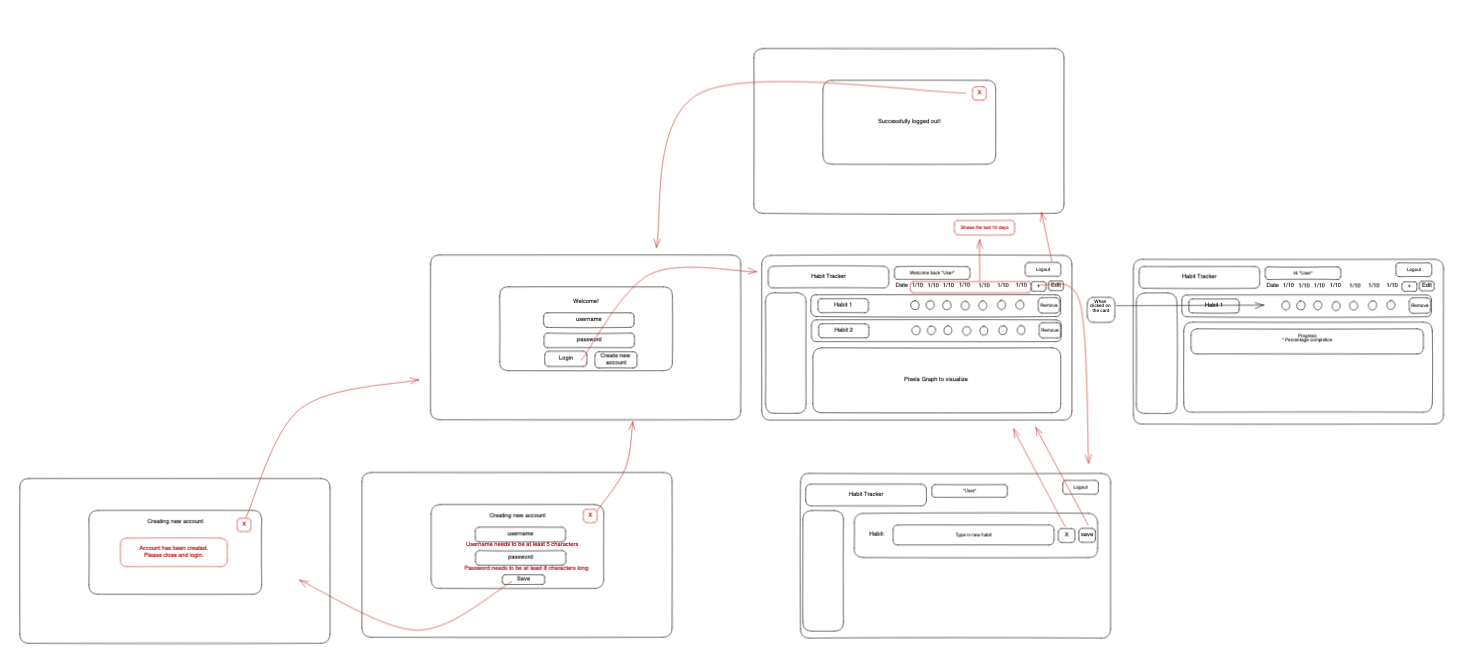 X
Successfully logged out!
Shows the last 10 days
Welcome!
username
password
Login
Create new
account
Habit Tracker
Welcome back "User"
Logout
Date 1/10 1/10 1/10 1/10 1/10 1/10 1/10 + Edit
Habit 1
Remove
Habit 2
Remove
Pixela Graph to visualize
When
clicked on
the card
Habit Tracker
Hi "User"
Logout
Date 1/10 1/10 1/10 1/10 1/10 1/10 1/10 + Edit
Habit 1
Remove
Progress
* Percentage completion
Creating new account
X
Account has been created.
Please close and login.
Creating new account
X
username
Username needs to be at least 5 characters
password
Password needs to be at least 8 characters long
Save
Habit Tracker
"User"
Logout
Habit:
Type in new habit
X
save